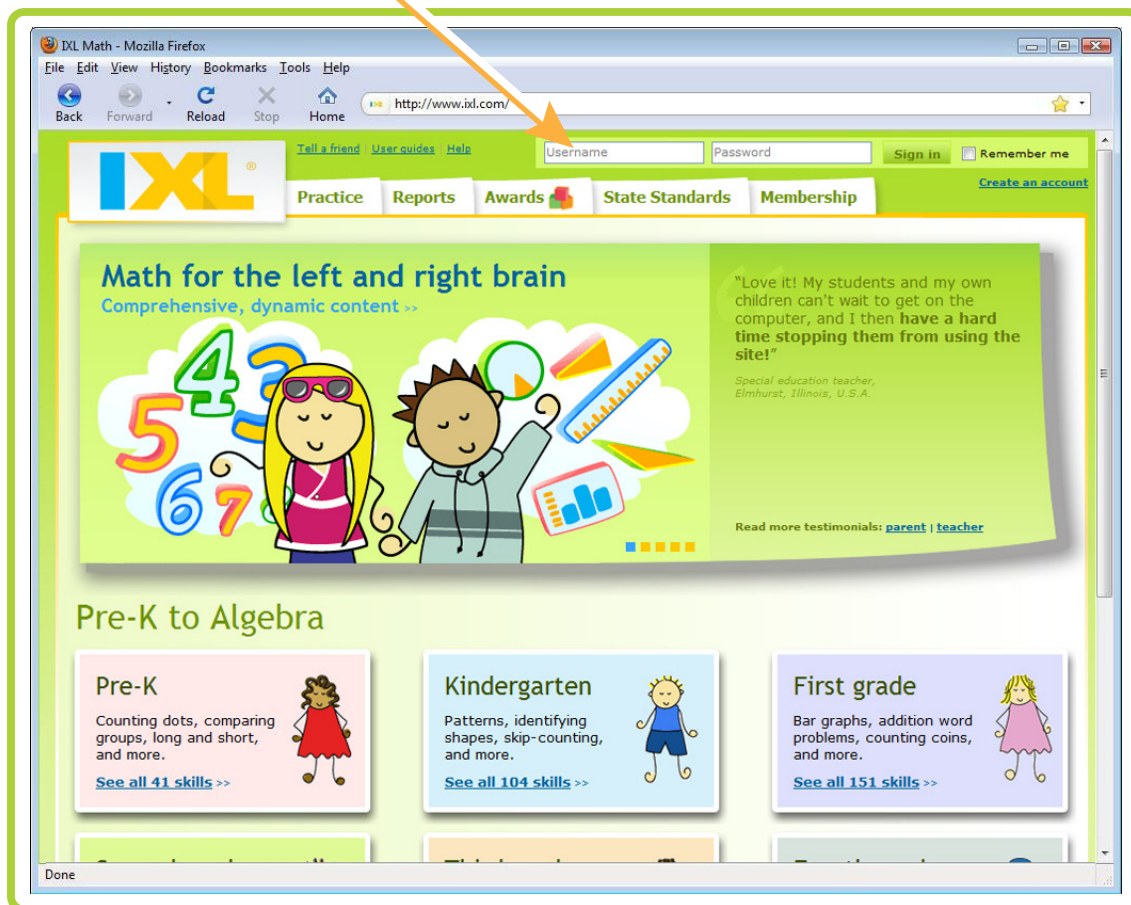 IXL Math - Mozilla Firefox
File Edit View History Bookmarks Tools Help
Back Forward Reload Stop Home http://www.ixl.com/
Tell a friend | User guides | Help
Username Password Sign in Remember me
Create an account
IXL®
Practice Reports Awards State Standards Membership
Math for the left and right brain
Comprehensive, dynamic content >>
4 3
5
6 7 8
"Love it! My students and my own
children can't wait to get on the
computer, and I then have a hard
time stopping them from using the
site!"
Special education teacher,
Elmhurst, Illinois, U.S.A.
Read more testimonials: parent | teacher
Pre-K to Algebra
Pre-K
Counting dots, comparing
groups, long and short,
and more.
See all 41 skills >>
Kindergarten
Patterns, identifying
shapes, skip-counting,
and more.
See all 104 skills >>
First grade
Bar graphs, addition word
problems, counting coins,
and more.
See all 151 skills >>
Done